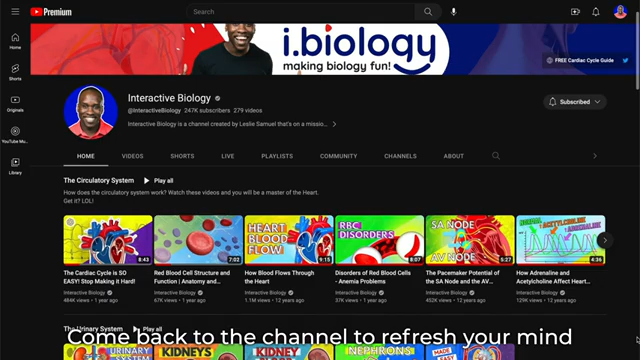 Premium
Search
Home
Shorts
Originals
YouTube Mu...
Library
i.biology
making biology fun!
FREE Cardiac Cycle Guide
Interactive Biology
@InteractiveBiology 247K subscribers 279 videos
Interactive Biology is a channel created by Leslie Samuel that's on a missio...
Subscribed
HOME VIDEOS SHORTS LIVE PLAYLISTS COMMUNITY CHANNELS ABOUT
The Circulatory System Play all
How does the circulatory system work? Watch these videos and you will be a master of the Heart.
Get it? LOL!
8:43
7:02
HEART
BLOOD
FLOW
9:15
RBC
DISORDERS
8:07
SA NODE
AV NODE
5:27
NORMAL
ACETYLCHOLINE
ADRENALINE
4:36
The Cardiac Cycle is SO
EASY! Stop Making it Hard!
Interactive Biology
484K views • 1 year ago
Red Blood Cell Structure and
Function | Anatomy and...
Interactive Biology
67K views • 1 year ago
How Blood Flows Through
the Heart
Interactive Biology
1.1M views • 12 years ago
Disorders of Red Blood Cells
- Anemia Problems
Interactive Biology
37K views • 1 year ago
The Pacemaker Potential of
the SA Node and the AV...
Interactive Biology
452K views • 12 years ago
How Adrenaline and
Acetylcholine Affect Heart...
Interactive Biology
129K views • 12 years ago
The Urinary System Play all
Come back to the channel to refresh your mind
URINARY
KIDNEYS
KIDNEY
BLOOD
NEPHRONS
MADE
EASY